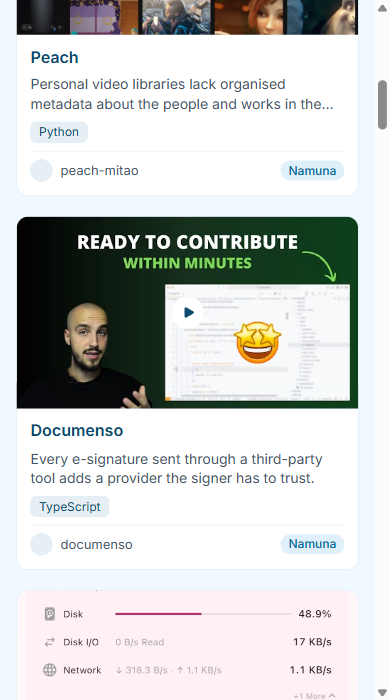 Peach
Personal video libraries lack organised
metadata about the people and works in the...
Python
peach-mitao
Namuna
READY TO CONTRIBUTE
WITHIN MINUTES
Documenso
Every e-signature sent through a third-party
tool adds a provider the signer has to trust.
TypeScript
documenso
Namuna
Disk
48.9%
Disk I/O
0 B/s Read
17 KB/s
Network
↓ 318.3 B/s · ↑ 1.1 KB/s
1.1 KB/s
+1 More